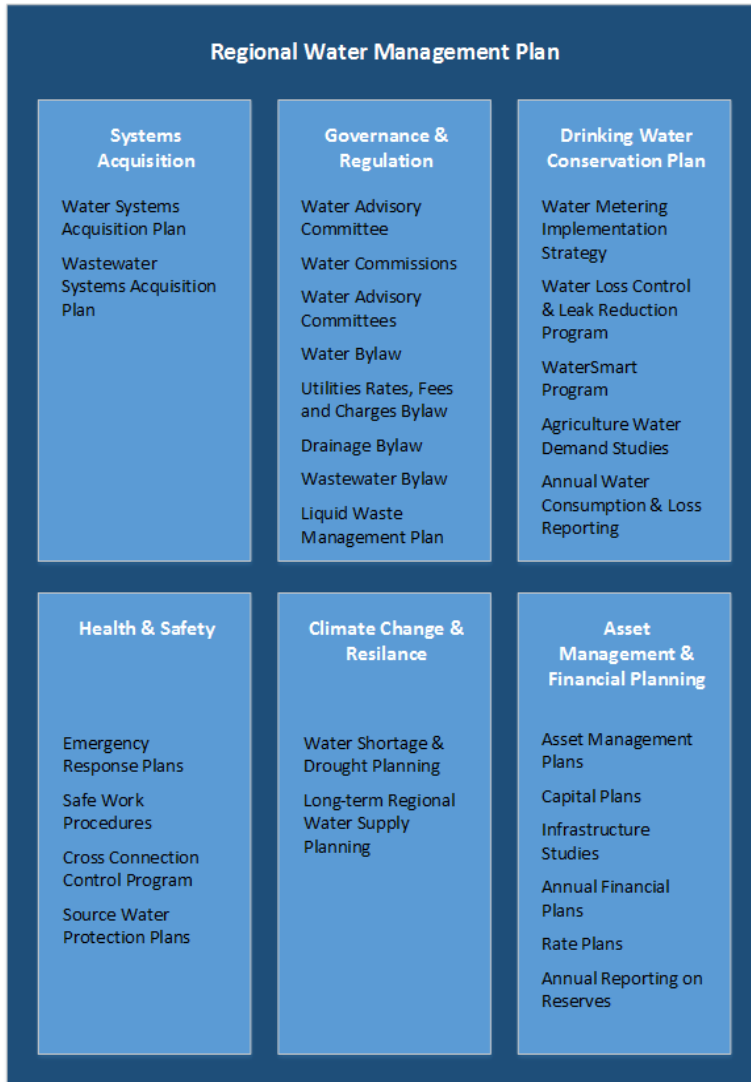 Regional Water Management Plan
Systems
Acquisition
Water Systems
Acquisition Plan
Wastewater
Systems Acquisition
Plan
Governance &
Regulation
Water Advisory
Committee
Water Commissions
Water Advisory
Committees
Water Bylaw
Utilities Rates, Fees
and Charges Bylaw
Drainage Bylaw
Wastewater Bylaw
Liquid Waste
Management Plan
Drinking Water
Conservation Plan
Water Metering
Implementation
Strategy
Water Loss Control
& Leak Reduction
Program
WaterSmart
Program
Agriculture Water
Demand Studies
Annual Water
Consumption & Loss
Reporting
Health & Safety
Emergency
Response Plans
Safe Work
Procedures
Cross Connection
Control Program
Source Water
Protection Plans
Climate Change &
Resilance
Water Shortage &
Drought Planning
Long-term Regional
Water Supply
Planning
Asset
Management &
Financial Planning
Asset Management
Plans
Capital Plans
Infrastructure
Studies
Annual Financial
Plans
Rate Plans
Annual Reporting on
Reserves